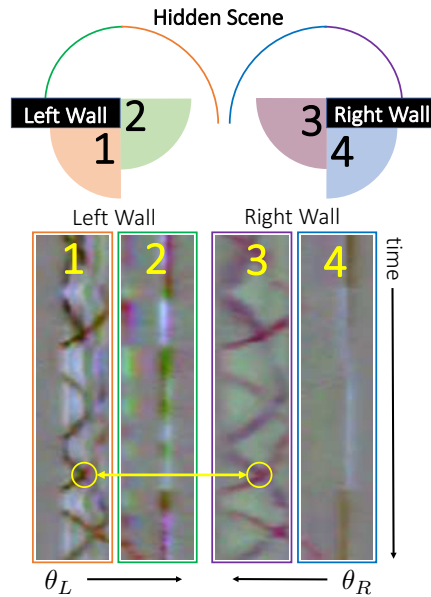 Hidden Scene
Left Wall
2
1
3
Right Wall
4
Left Wall
Right Wall
1
2
3
4
time
θ_L
θ_R